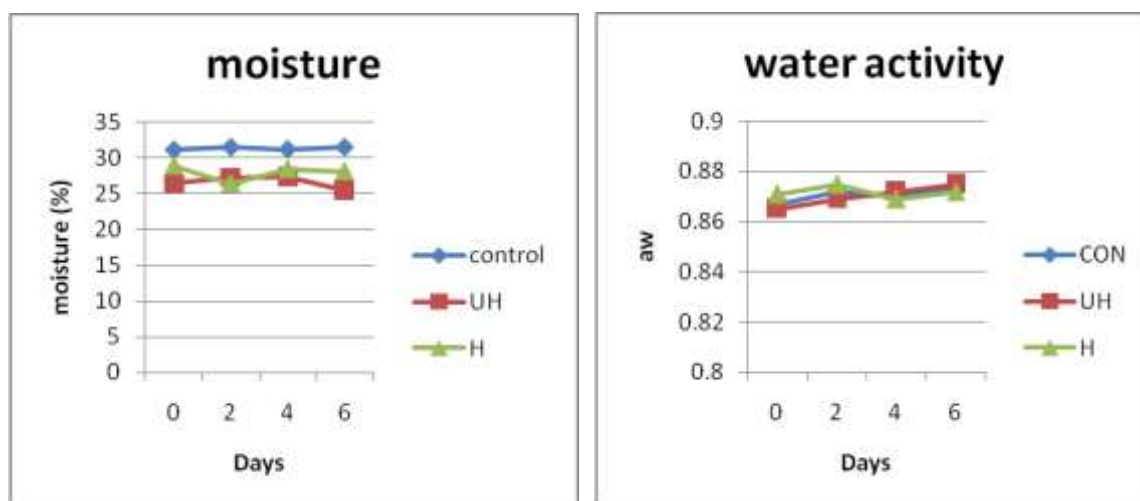 moisture
35
30
25
20
15
10
5
0
moisture (%)
0 2 4 6
Days
control
UH
H
water activity
0.9
0.88
0.86
0.84
0.82
0.8
aw
0 2 4 6
Days
CON
UH
H